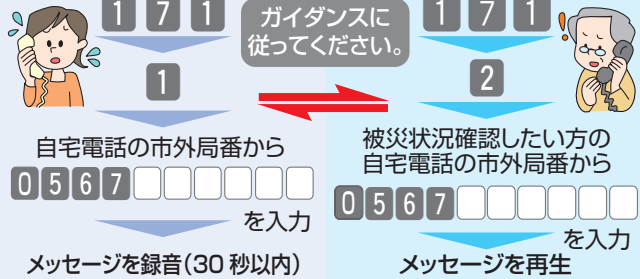 1 7 1
ガイダンスに
従ってください。
1 7 1
1
自宅電話の市外局番から
0 5 6 7
を入力
メッセージを録音(30秒以内)
2
被災状況確認したい方の
自宅電話の市外局番から
0 5 6 7
を入力
メッセージを再生